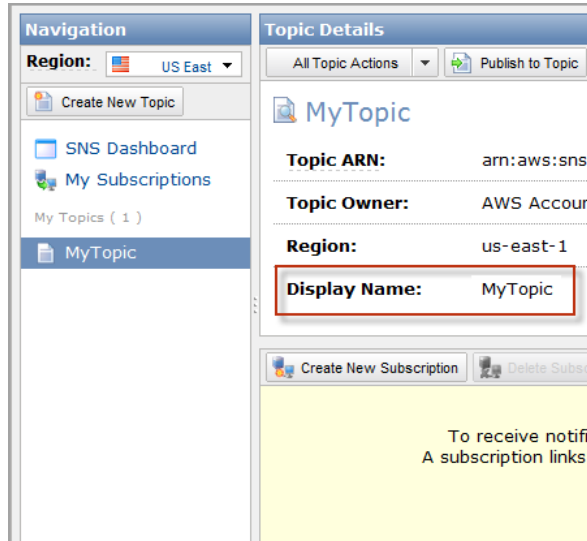 Navigation
Region: US East
Create New Topic
SNS Dashboard
My Subscriptions
My Topics ( 1 )
MyTopic
Topic Details
All Topic Actions Publish to Topic
MyTopic
Topic ARN: arn:aws:sns
Topic Owner: AWS Accour
Region: us-east-1
Display Name: MyTopic
Create New Subscription Delete Subsc
To receive notifi
A subscription links